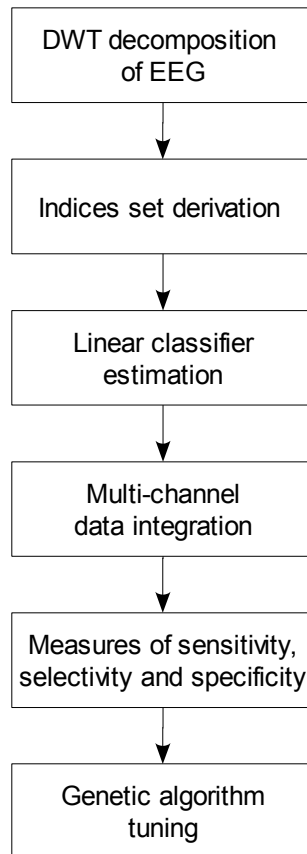 DWT decomposition
of EEG
Indices set derivation
Linear classifier
estimation
Multi-channel
data integration
Measures of sensitivity,
selectivity and specificity
Genetic algorithm
tuning